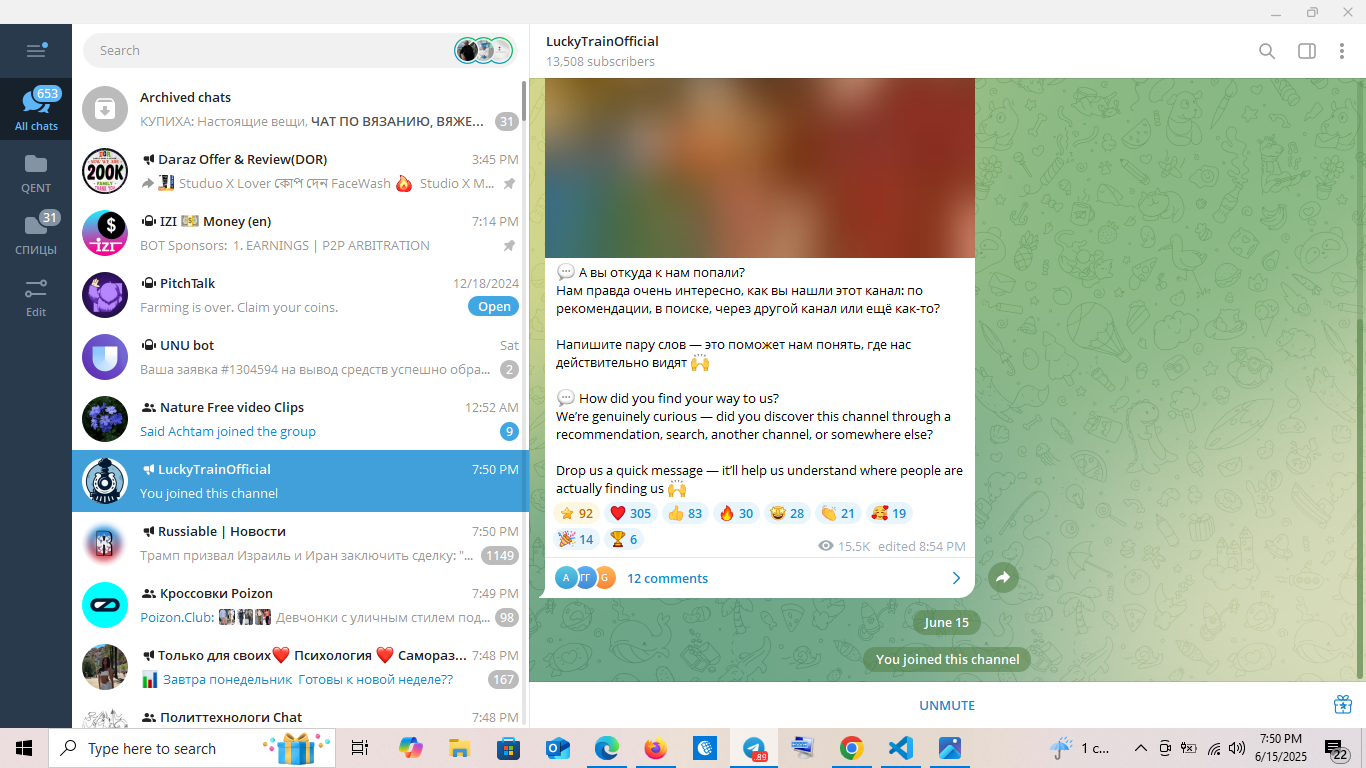 Search
653
All chats
QENT
31
СПИЦЫ
Edit
Archived chats
КУПИХА: Настоящие вещи, ЧАТ ПО ВЯЗАНИЮ, ВЯЖЕ...
31
200K
Daraz Offer & Review(DOR)
3:45 PM
Studuo X Lover কোপ দেন FaceWash 🔥 Studio X M...
izi
IZI 💵 Money (en)
7:14 PM
BOT Sponsors: 1. EARNINGS | P2P ARBITRATION
PitchTalk
12/18/2024
Farming is over. Claim your coins.
Open
UNU bot
Sat
Ваша заявка #1304594 на вывод средств успешно обра...
2
Nature Free video Clips
12:52 AM
Said Achtam joined the group
9
LuckyTrainOfficial
7:50 PM
You joined this channel
Russiable | Новости
7:50 PM
Трамп призвал Израиль и Иран заключить сделку: "...
1149
Кроссовки Poizon
7:49 PM
Poizon.Club: Девчонки с уличным стилем под...
98
Только для своих❤️ Психология ❤️ Самораз...
7:48 PM
📊 Завтра понедельник Готовы к новой неделе??
167
Политтехнологи Chat
7:48 PM
LuckyTrainOfficial
13,508 subscribers
💬 А вы откуда к нам попали?
Нам правда очень интересно, как вы нашли этот канал: по
рекомендации, в поиске, через другой канал или ещё как-то?
Напишите пару слов — это поможет нам понять, где нас
действительно видят 🙌
💬 How did you find your way to us?
We're genuinely curious — did you discover this channel through a
recommendation, search, another channel, or somewhere else?
Drop us a quick message — it'll help us understand where people are
actually finding us 🙌
⭐ 92 ❤️ 305 👍 83 🔥 30 🤩 28 👏 21 🥰 19
🎉 14 🏆 6
15.5K edited 8:54 PM
А ГГ G 12 comments
June 15
You joined this channel
UNMUTE
Type here to search
89
1 с...
7:50 PM
6/15/2025
22